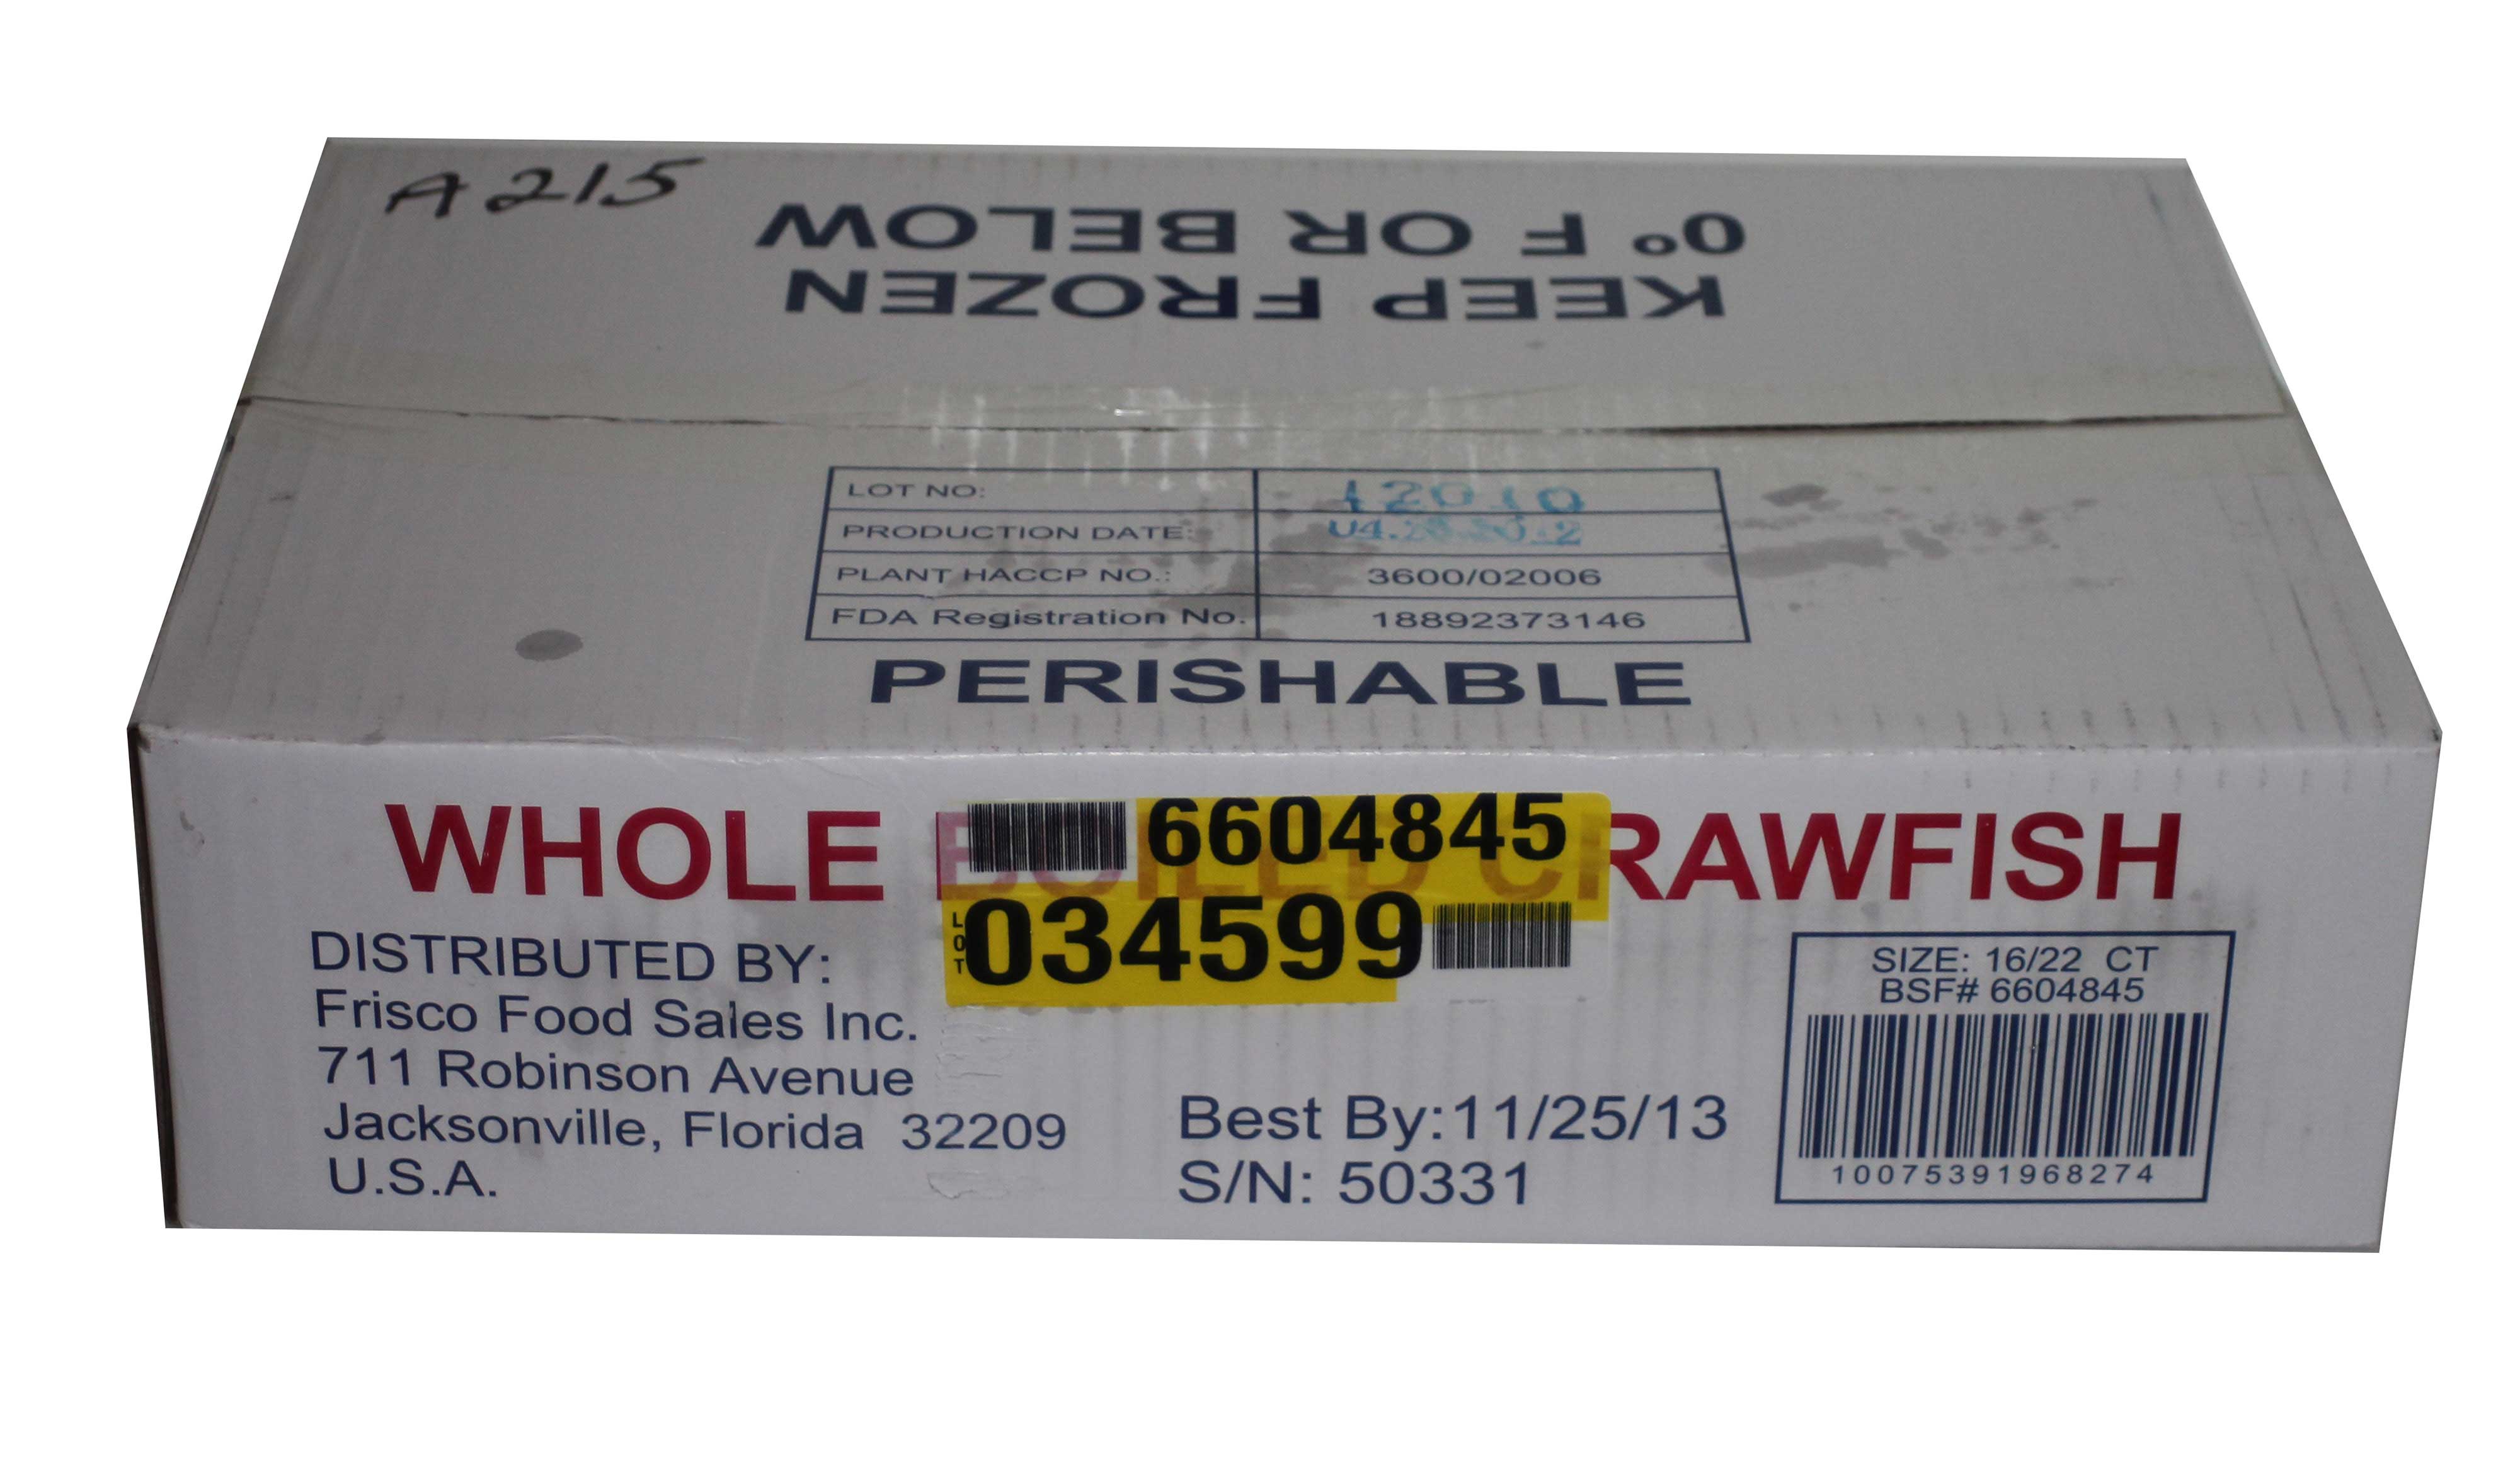 A215
KEEP FROZEN
0° F OR BELOW
LOT NO: 12010
PRODUCTION DATE:
PLANT HACCP NO.: 3600/02006
FDA Registration No. 18892373146
PERISHABLE
WHOLE BOILED CRAWFISH
6604845
LOT 034599
DISTRIBUTED BY:
Frisco Food Sales Inc.
711 Robinson Avenue
Jacksonville, Florida 32209
U.S.A.
Best By:11/25/13
S/N: 50331
SIZE: 16/22 CT
BSF# 6604845
10075391968274